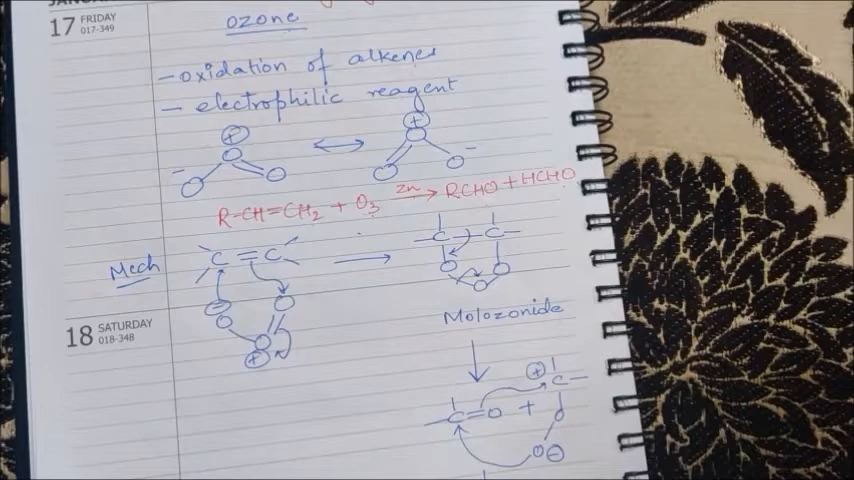 17 FRIDAY
017-349
ozone
- oxidation of alkenes
- electrophilic reagent
⊕ ⊕
O O
- O O ↔ O O -
R-CH=CH2 + O3 Zn → RCHO + HCHO
Mech
C = C → - C - C -
⊖ O O O O
O O
⊕
18 SATURDAY
018-348
Molozonide
↓
- C = O + ⊕ C -
O
O ⊖